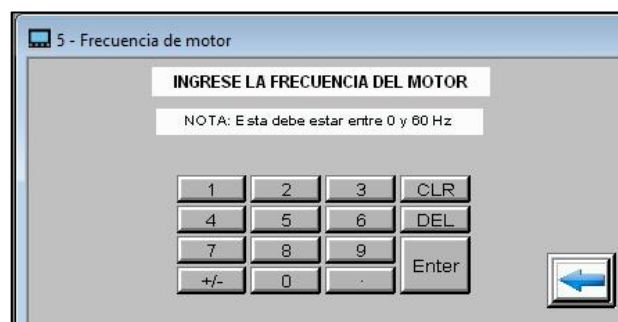 5 - Frecuencia de motor
INGRESE LA FRECUENCIA DEL MOTOR
NOTA: Esta debe estar entre 0 y 60 Hz
1 2 3 CLR
4 5 6 DEL
7 8 9 Enter
+/- 0 .